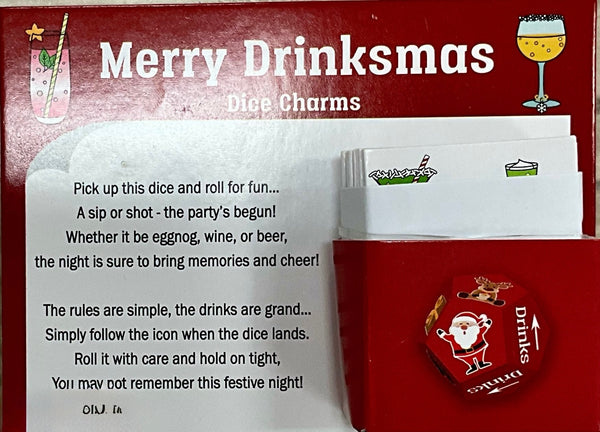 Merry Drinksmas
Dice Charms
Pick up this dice and roll for fun...
A sip or shot - the party's begun!
Whether it be eggnog, wine, or beer,
the night is sure to bring memories and cheer!
The rules are simple, the drinks are grand...
Simply follow the icon when the dice lands.
Roll it with care and hold on tight,
You may not remember this festive night!
Drinks
Drinks